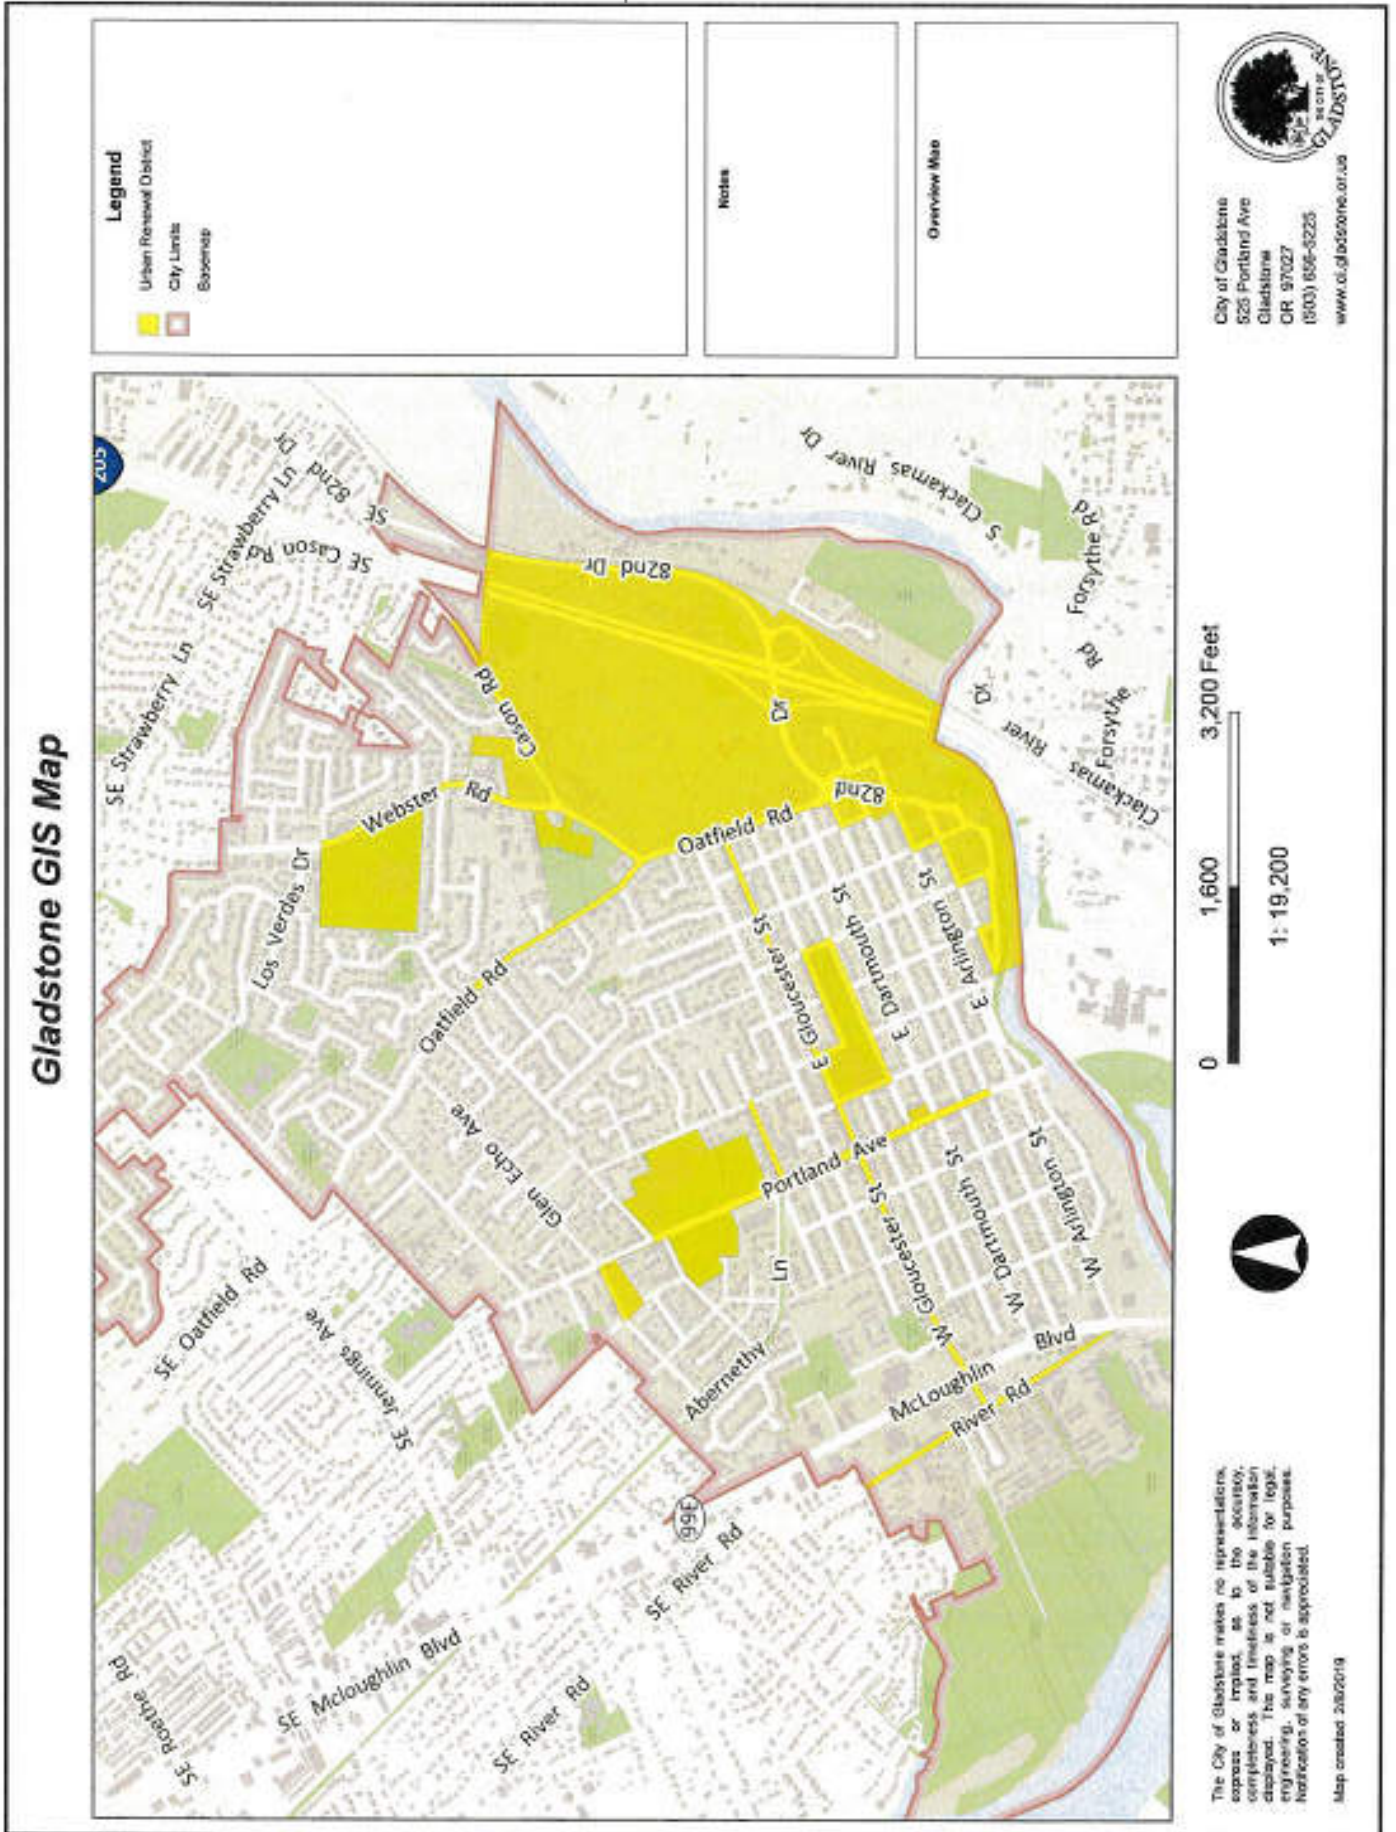 Gladstone GIS Map
Legend
Urban Renewal District
City Limits
Basemap
Notes
Overview Map
205
SE Strawberry Ln
SE Strawberry Ln
SE 82nd Dr
SE Cason Rd
Cason Rd
82nd Dr
82nd Dr
Webster Rd
Los Verdes Dr
Oatfield Rd
Oatfield Rd
SE Oatfield Rd
SE Jennings Ave
Glen Echo Ave
SE Roethe Rd
SE Mcloughlin Blvd
SE River Rd
SE River Rd
99E
Abernethy Ln
Portland Ave
E Gloucester St
E Dartmouth St
E Arlington St
W Gloucester St
W Dartmouth St
W Arlington St
McLoughlin Blvd
River Rd
S Clackamas River Dr
Clackamas River Dr
Forsythe Rd
Forsythe Rd
0 1,600 3,200 Feet
1: 19,200
The City of Gladstone makes no representations,
express or implied, as to the accuracy,
completeness and timeliness of the information
displayed. This map is not suitable for legal,
engineering, surveying or navigation purposes.
Notification of any errors is appreciated.
Map created 2/8/2019
City of Gladstone
525 Portland Ave
Gladstone
OR 97027
(503) 656-5225
www.ci.gladstone.or.us
THE CITY OF
GLADSTONE